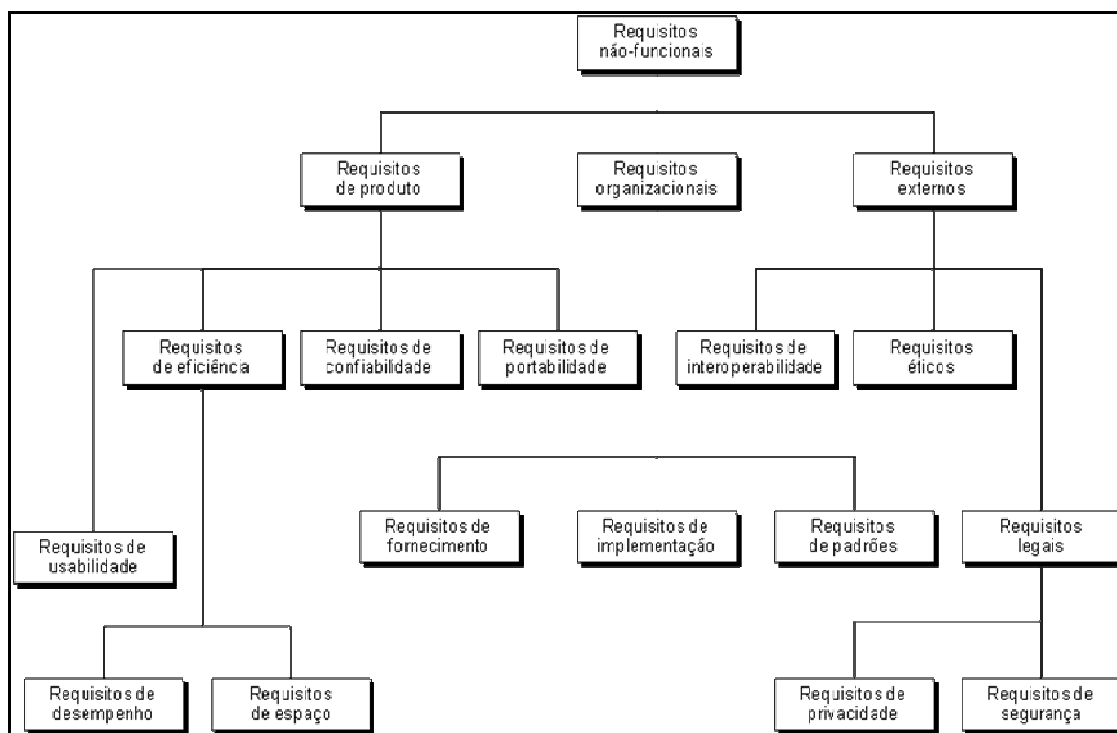 Requisitos
não-funcionais
Requisitos
de produto
Requisitos
organizacionais
Requisitos
externos
Requisitos
de eficiência
Requisitos de
confiabilidade
Requisitos de
portabilidade
Requisitos de
interoperabilidade
Requisitos
éticos
Requisitos de
usabilidade
Requisitos de
fornecimento
Requisitos de
implementação
Requisitos
de padrões
Requisitos
legais
Requisitos de
desempenho
Requisitos
de espaço
Requisitos de
privacidade
Requisitos de
segurança